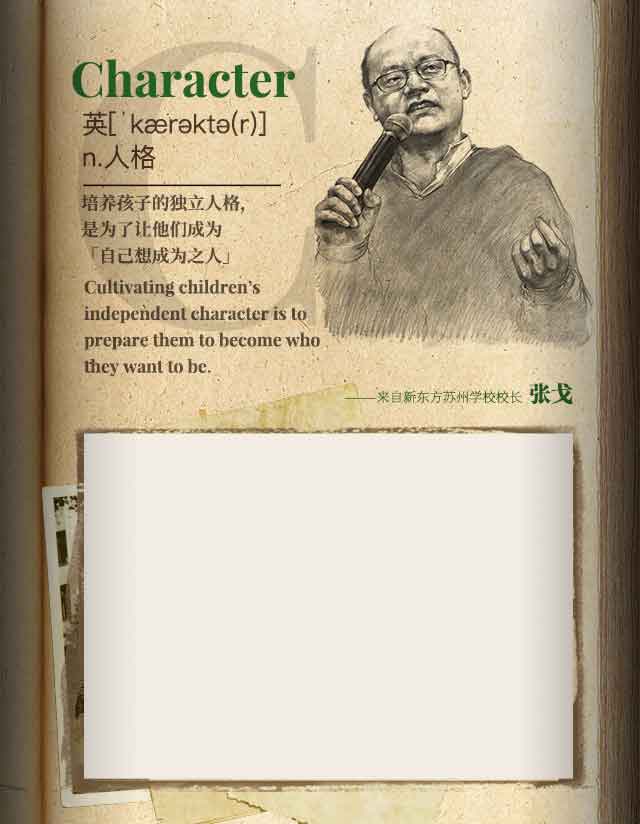 Character
英[ˈkærəktə(r)]
n.人格
培养孩子的独立人格，
是为了让他们成为
「自己想成为之人」
Cultivating children's
independent character is to
prepare them to become who
they want to be.
——来自新东方苏州学校校长 张戈